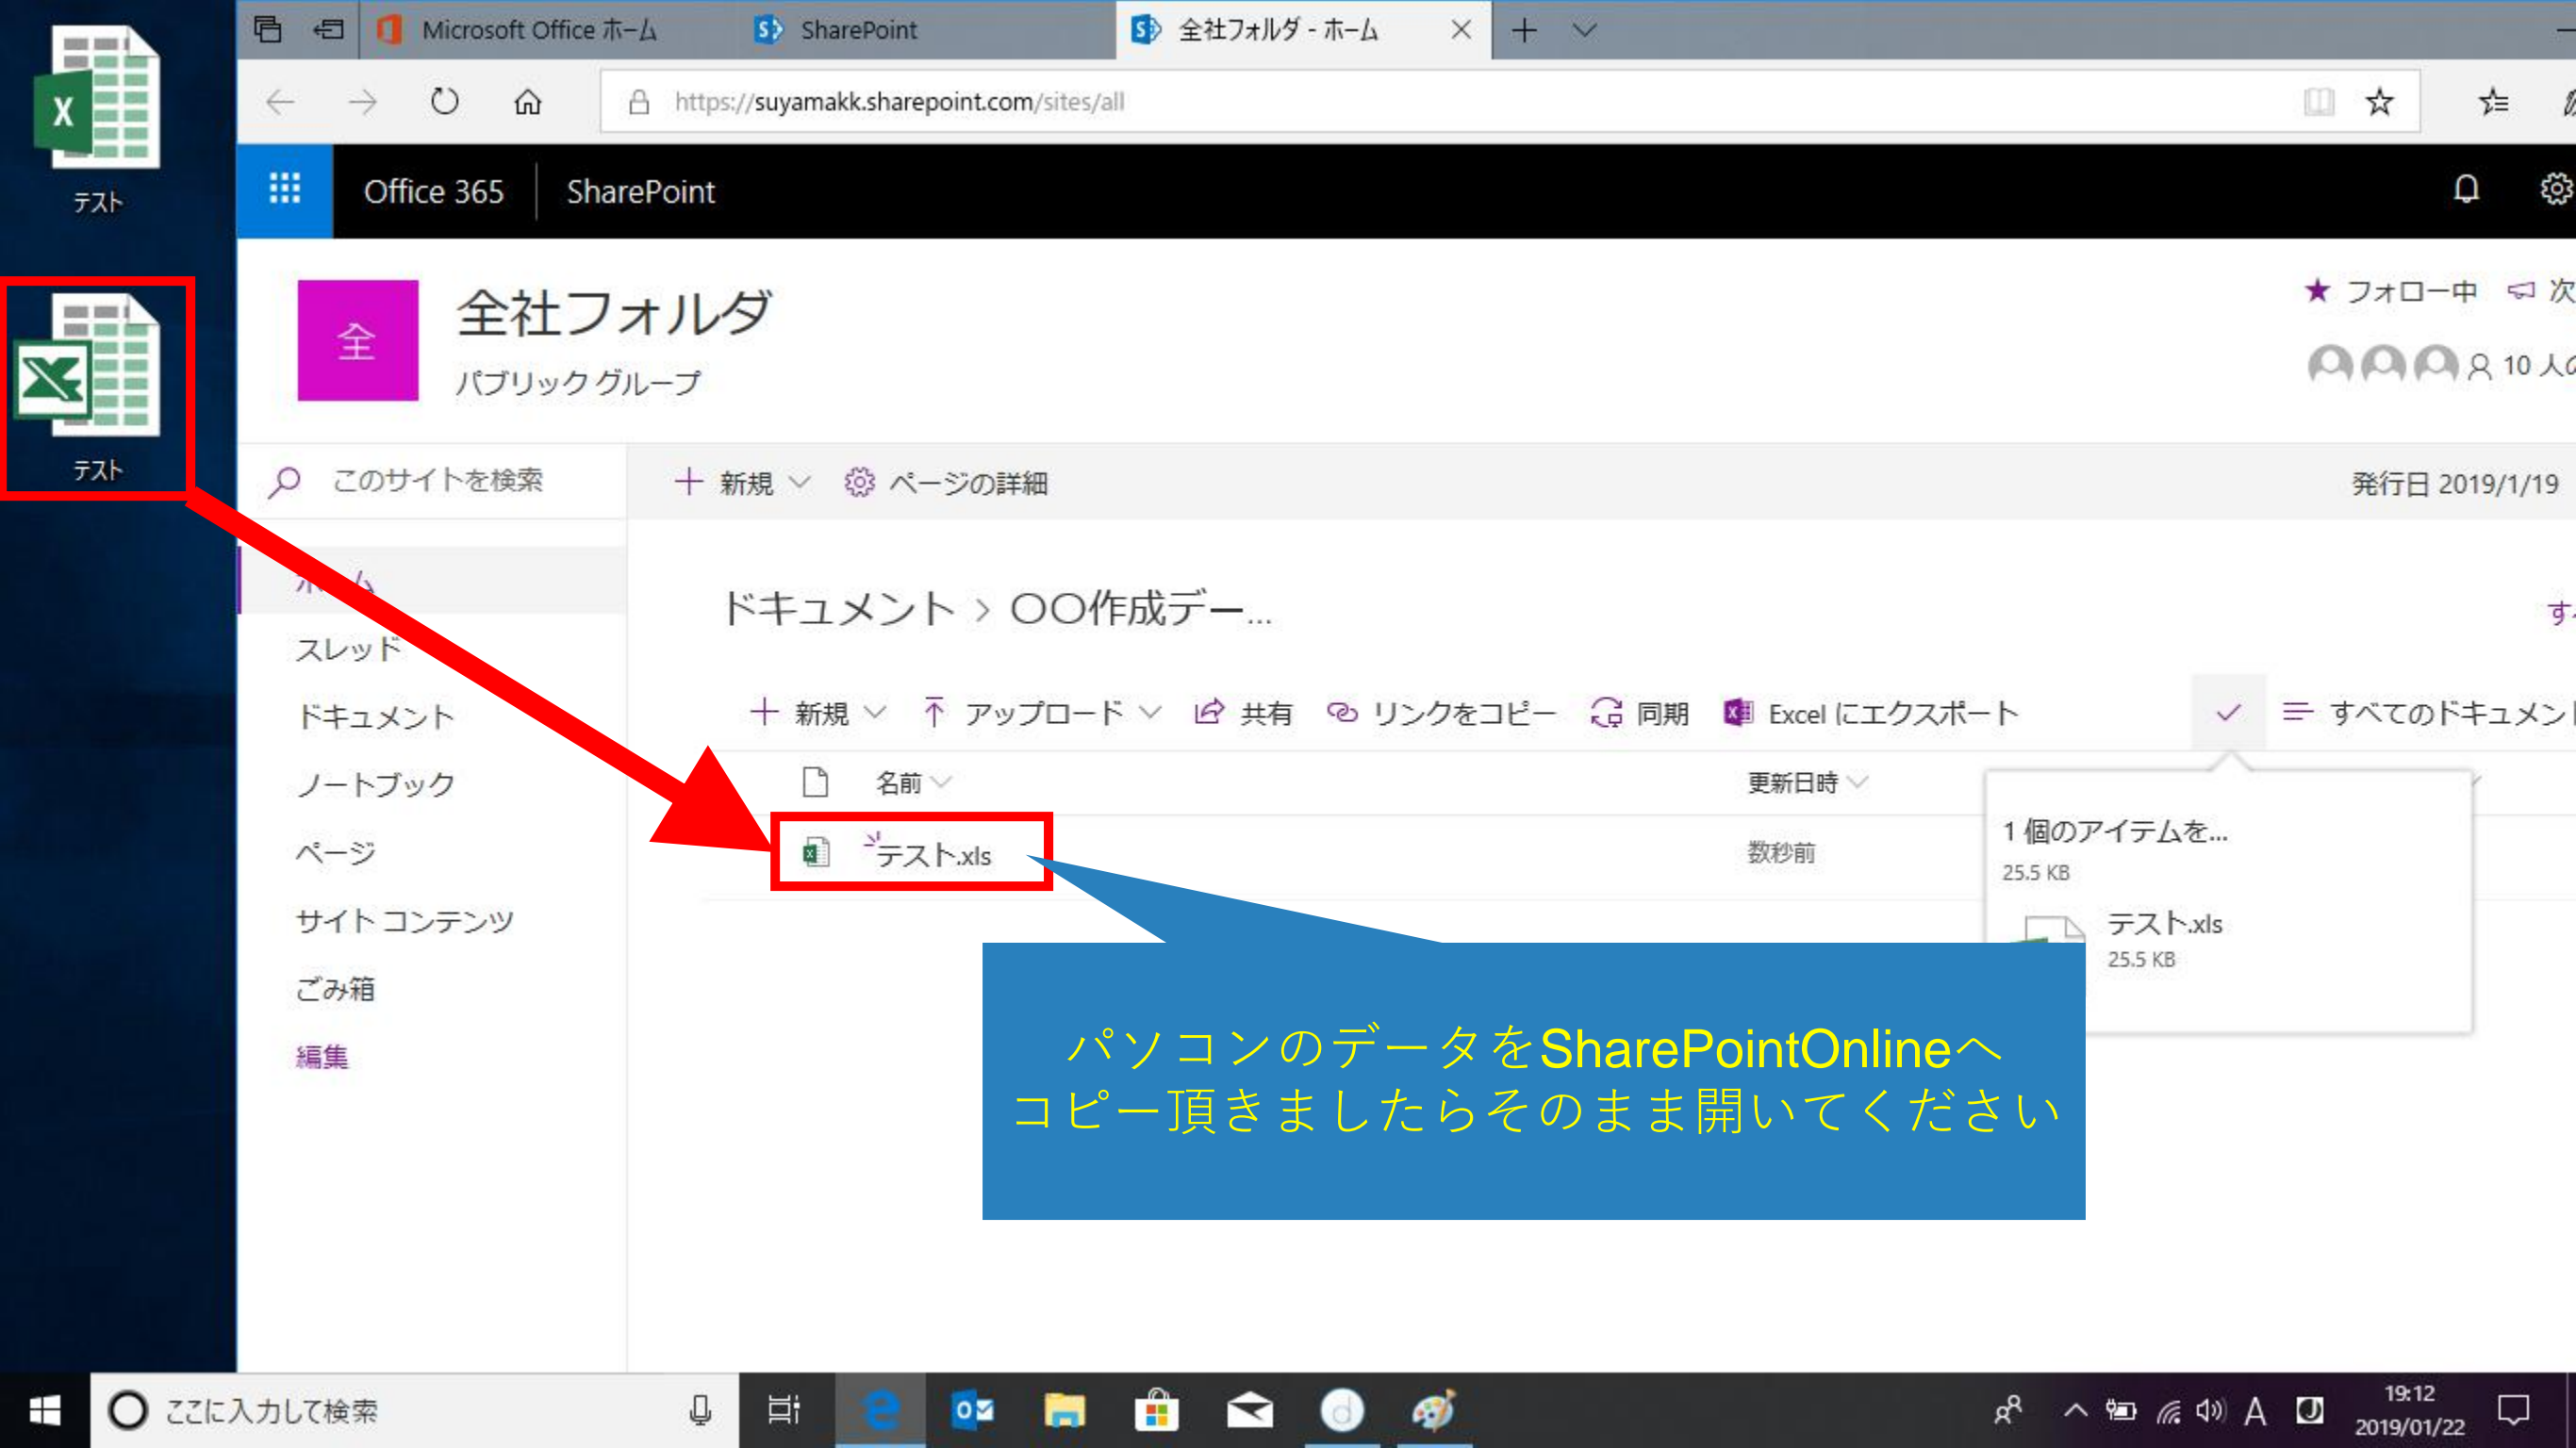 テスト
テスト
Microsoft Office ホーム
SharePoint
全社フォルダ - ホーム
https://suyamakk.sharepoint.com/sites/all
Office 365
SharePoint
全
全社フォルダ
パブリック グループ
フォロー中
次
10 人の
このサイトを検索
新規
ページの詳細
発行日 2019/1/19
ホーム
スレッド
ドキュメント
ノートブック
ページ
サイト コンテンツ
ごみ箱
編集
ドキュメント > 〇〇作成デー...
す
新規
アップロード
共有
リンクをコピー
同期
Excel にエクスポート
すべてのドキュメント
名前
更新日時
テスト.xls
数秒前
1 個のアイテムを...
25.5 KB
テスト.xls
25.5 KB
パソコンのデータをSharePointOnlineへ
コピー頂きましたらそのまま開いてください
ここに入力して検索
A
19:12
2019/01/22